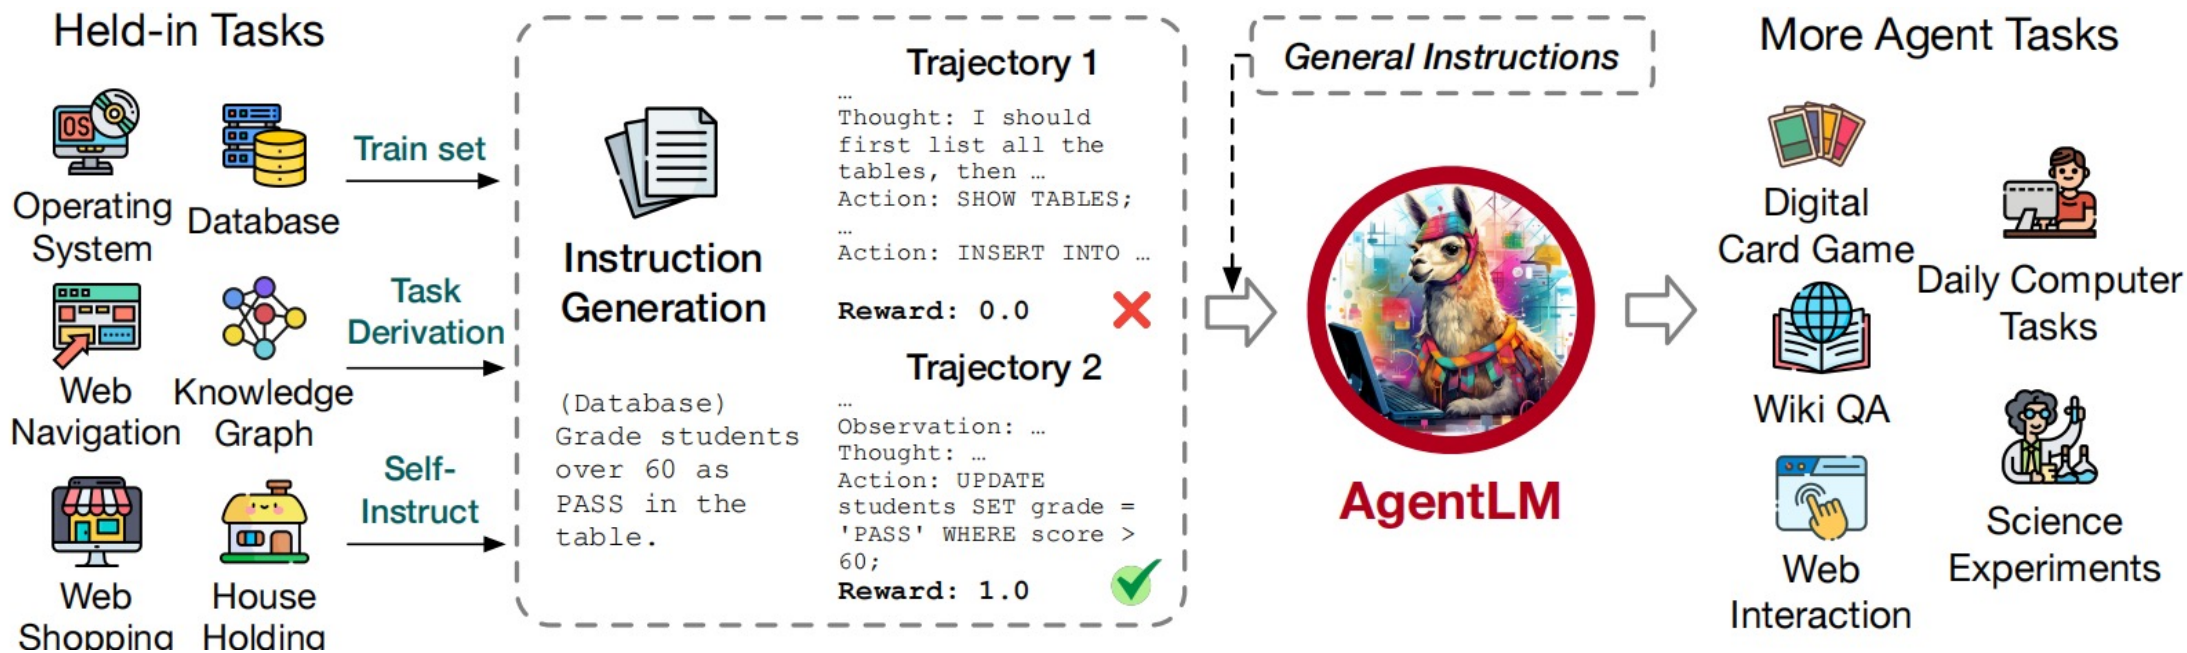 Held-in Tasks
OS
Operating
System
Database
Web
Navigation
Knowledge
Graph
Web
Shopping
House
Holding
Train set
Task
Derivation
Self-
Instruct
Instruction
Generation
(Database)
Grade students
over 60 as
PASS in the
table.
Trajectory 1
…
Thought: I should
first list all the
tables, then …
Action: SHOW TABLES;
…
Action: INSERT INTO …
Reward: 0.0
Trajectory 2
…
Observation: …
Thought: …
Action: UPDATE
students SET grade =
'PASS' WHERE score >
60;
Reward: 1.0
General Instructions
AgentLM
More Agent Tasks
Digital
Card Game
Daily Computer
Tasks
Wiki QA
Science
Experiments
Web
Interaction